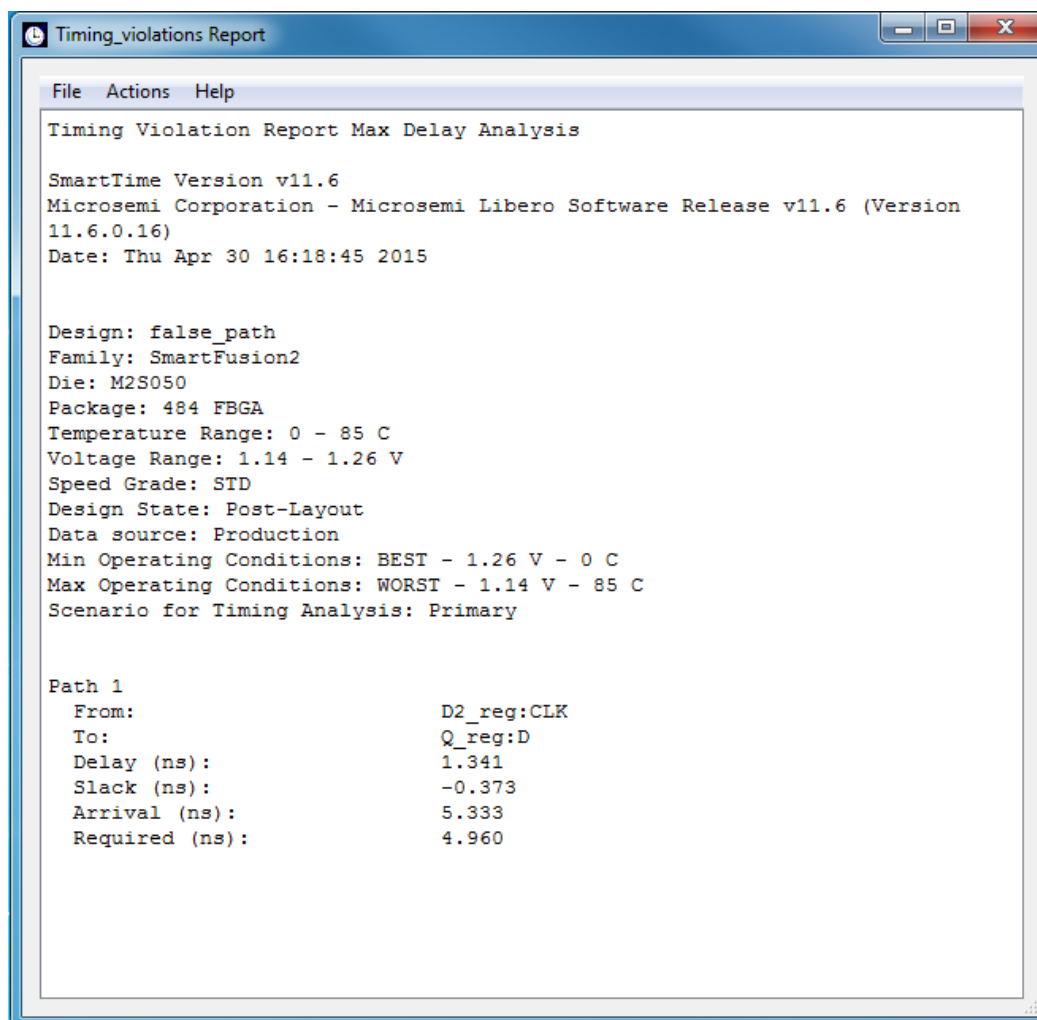 Timing_violations Report
File Actions Help
Timing Violation Report Max Delay Analysis
SmartTime Version v11.6
Microsemi Corporation - Microsemi Libero Software Release v11.6 (Version
11.6.0.16)
Date: Thu Apr 30 16:18:45 2015
Design: false_path
Family: SmartFusion2
Die: M2S050
Package: 484 FBGA
Temperature Range: 0 - 85 C
Voltage Range: 1.14 - 1.26 V
Speed Grade: STD
Design State: Post-Layout
Data source: Production
Min Operating Conditions: BEST - 1.26 V - 0 C
Max Operating Conditions: WORST - 1.14 V - 85 C
Scenario for Timing Analysis: Primary
Path 1
From: D2_reg:CLK
To: Q_reg:D
Delay (ns): 1.341
Slack (ns): -0.373
Arrival (ns): 5.333
Required (ns): 4.960